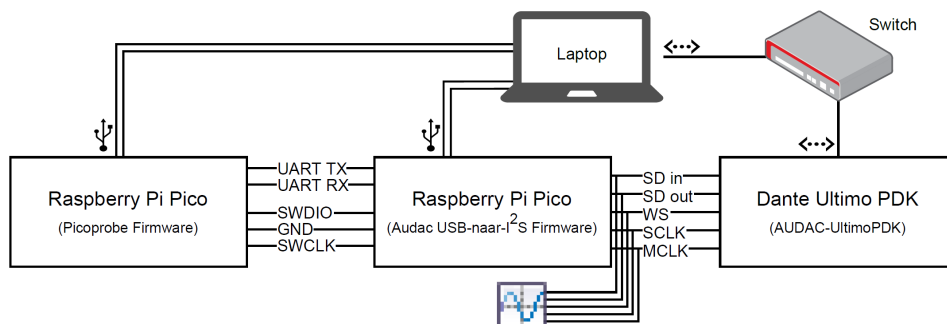 Switch
Laptop
UART TX
UART RX
SWDIO
GND
SWCLK
Raspberry Pi Pico
(Picoprobe Firmware)
Raspberry Pi Pico
(Audac USB-naar-I²S Firmware)
SD in
SD out
WS
SCLK
MCLK
Dante Ultimo PDK
(AUDAC-UltimoPDK)